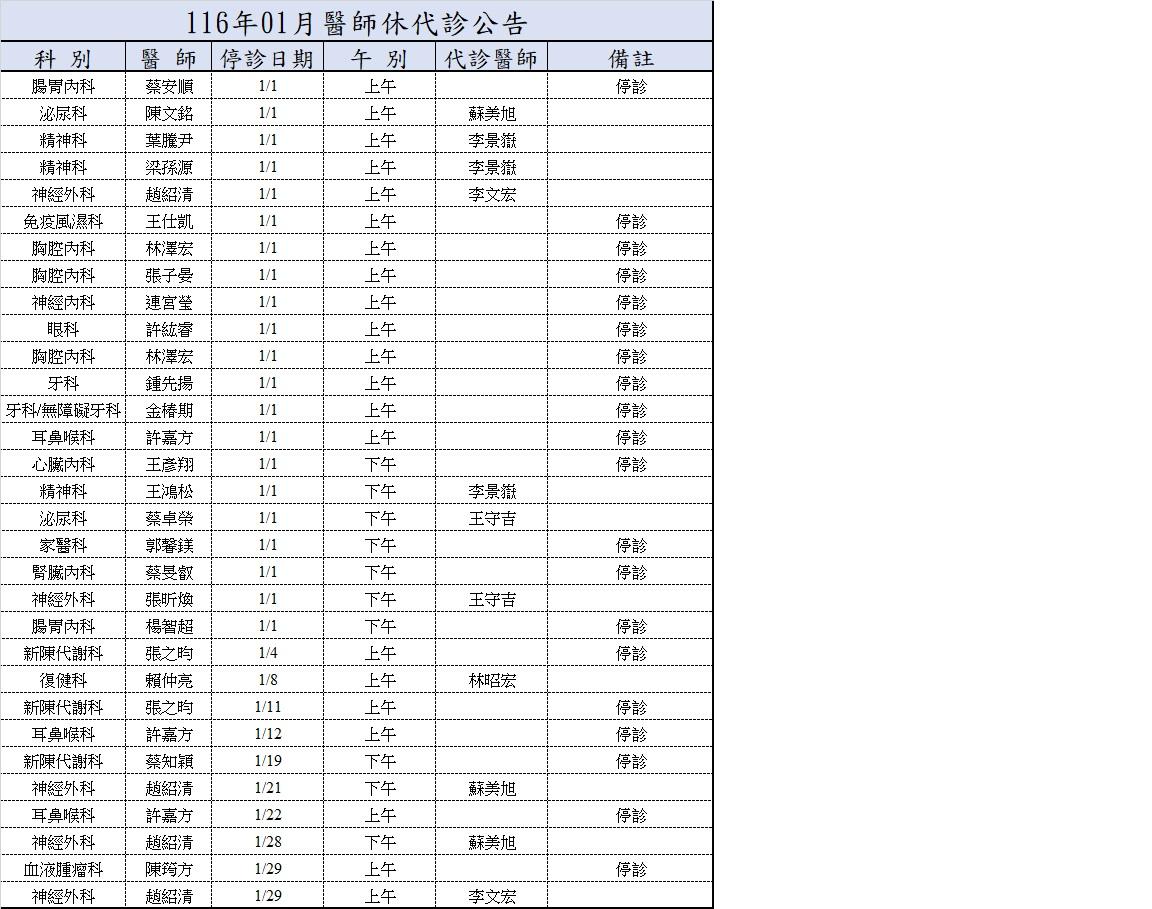 116年01月醫師休代診公告
科 別 醫 師 停診日期 午 別 代診醫師 備註
腸胃內科 蔡安順 1/1 上午 停診
泌尿科 陳文銘 1/1 上午 蘇美旭
精神科 葉騰尹 1/1 上午 李景嶽
精神科 梁孫源 1/1 上午 李景嶽
神經外科 趙紹清 1/1 上午 李文宏
免疫風濕科 王仕凱 1/1 上午 停診
胸腔內科 林澤宏 1/1 上午 停診
胸腔內科 張子晏 1/1 上午 停診
神經內科 連宮瑩 1/1 上午 停診
眼科 許紘睿 1/1 上午 停診
胸腔內科 林澤宏 1/1 上午 停診
牙科 鍾先揚 1/1 上午 停診
牙科/無障礙牙科 金椿期 1/1 上午 停診
耳鼻喉科 許嘉方 1/1 上午 停診
心臟內科 王彥翔 1/1 下午 停診
精神科 王鴻松 1/1 下午 李景嶽
泌尿科 蔡卓榮 1/1 下午 王守吉
家醫科 郭馨鎂 1/1 下午 停診
腎臟內科 蔡旻叡 1/1 下午 停診
神經外科 張昕煥 1/1 下午 王守吉
腸胃內科 楊智超 1/1 下午 停診
新陳代謝科 張之昀 1/4 上午 停診
復健科 賴仲亮 1/8 上午 林昭宏
新陳代謝科 張之昀 1/11 上午 停診
耳鼻喉科 許嘉方 1/12 上午 停診
新陳代謝科 蔡知穎 1/19 下午 停診
神經外科 趙紹清 1/21 下午 蘇美旭
耳鼻喉科 許嘉方 1/22 上午 停診
神經外科 趙紹清 1/28 下午 蘇美旭
血液腫瘤科 陳筠方 1/29 上午 停診
神經外科 趙紹清 1/29 上午 李文宏